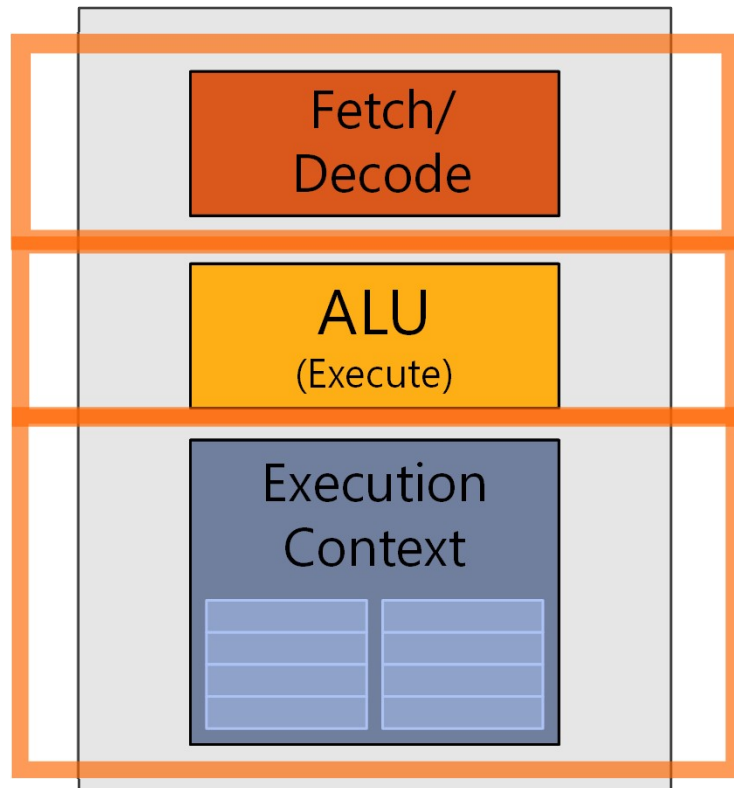 Fetch/
Decode
ALU
(Execute)
Execution
Context